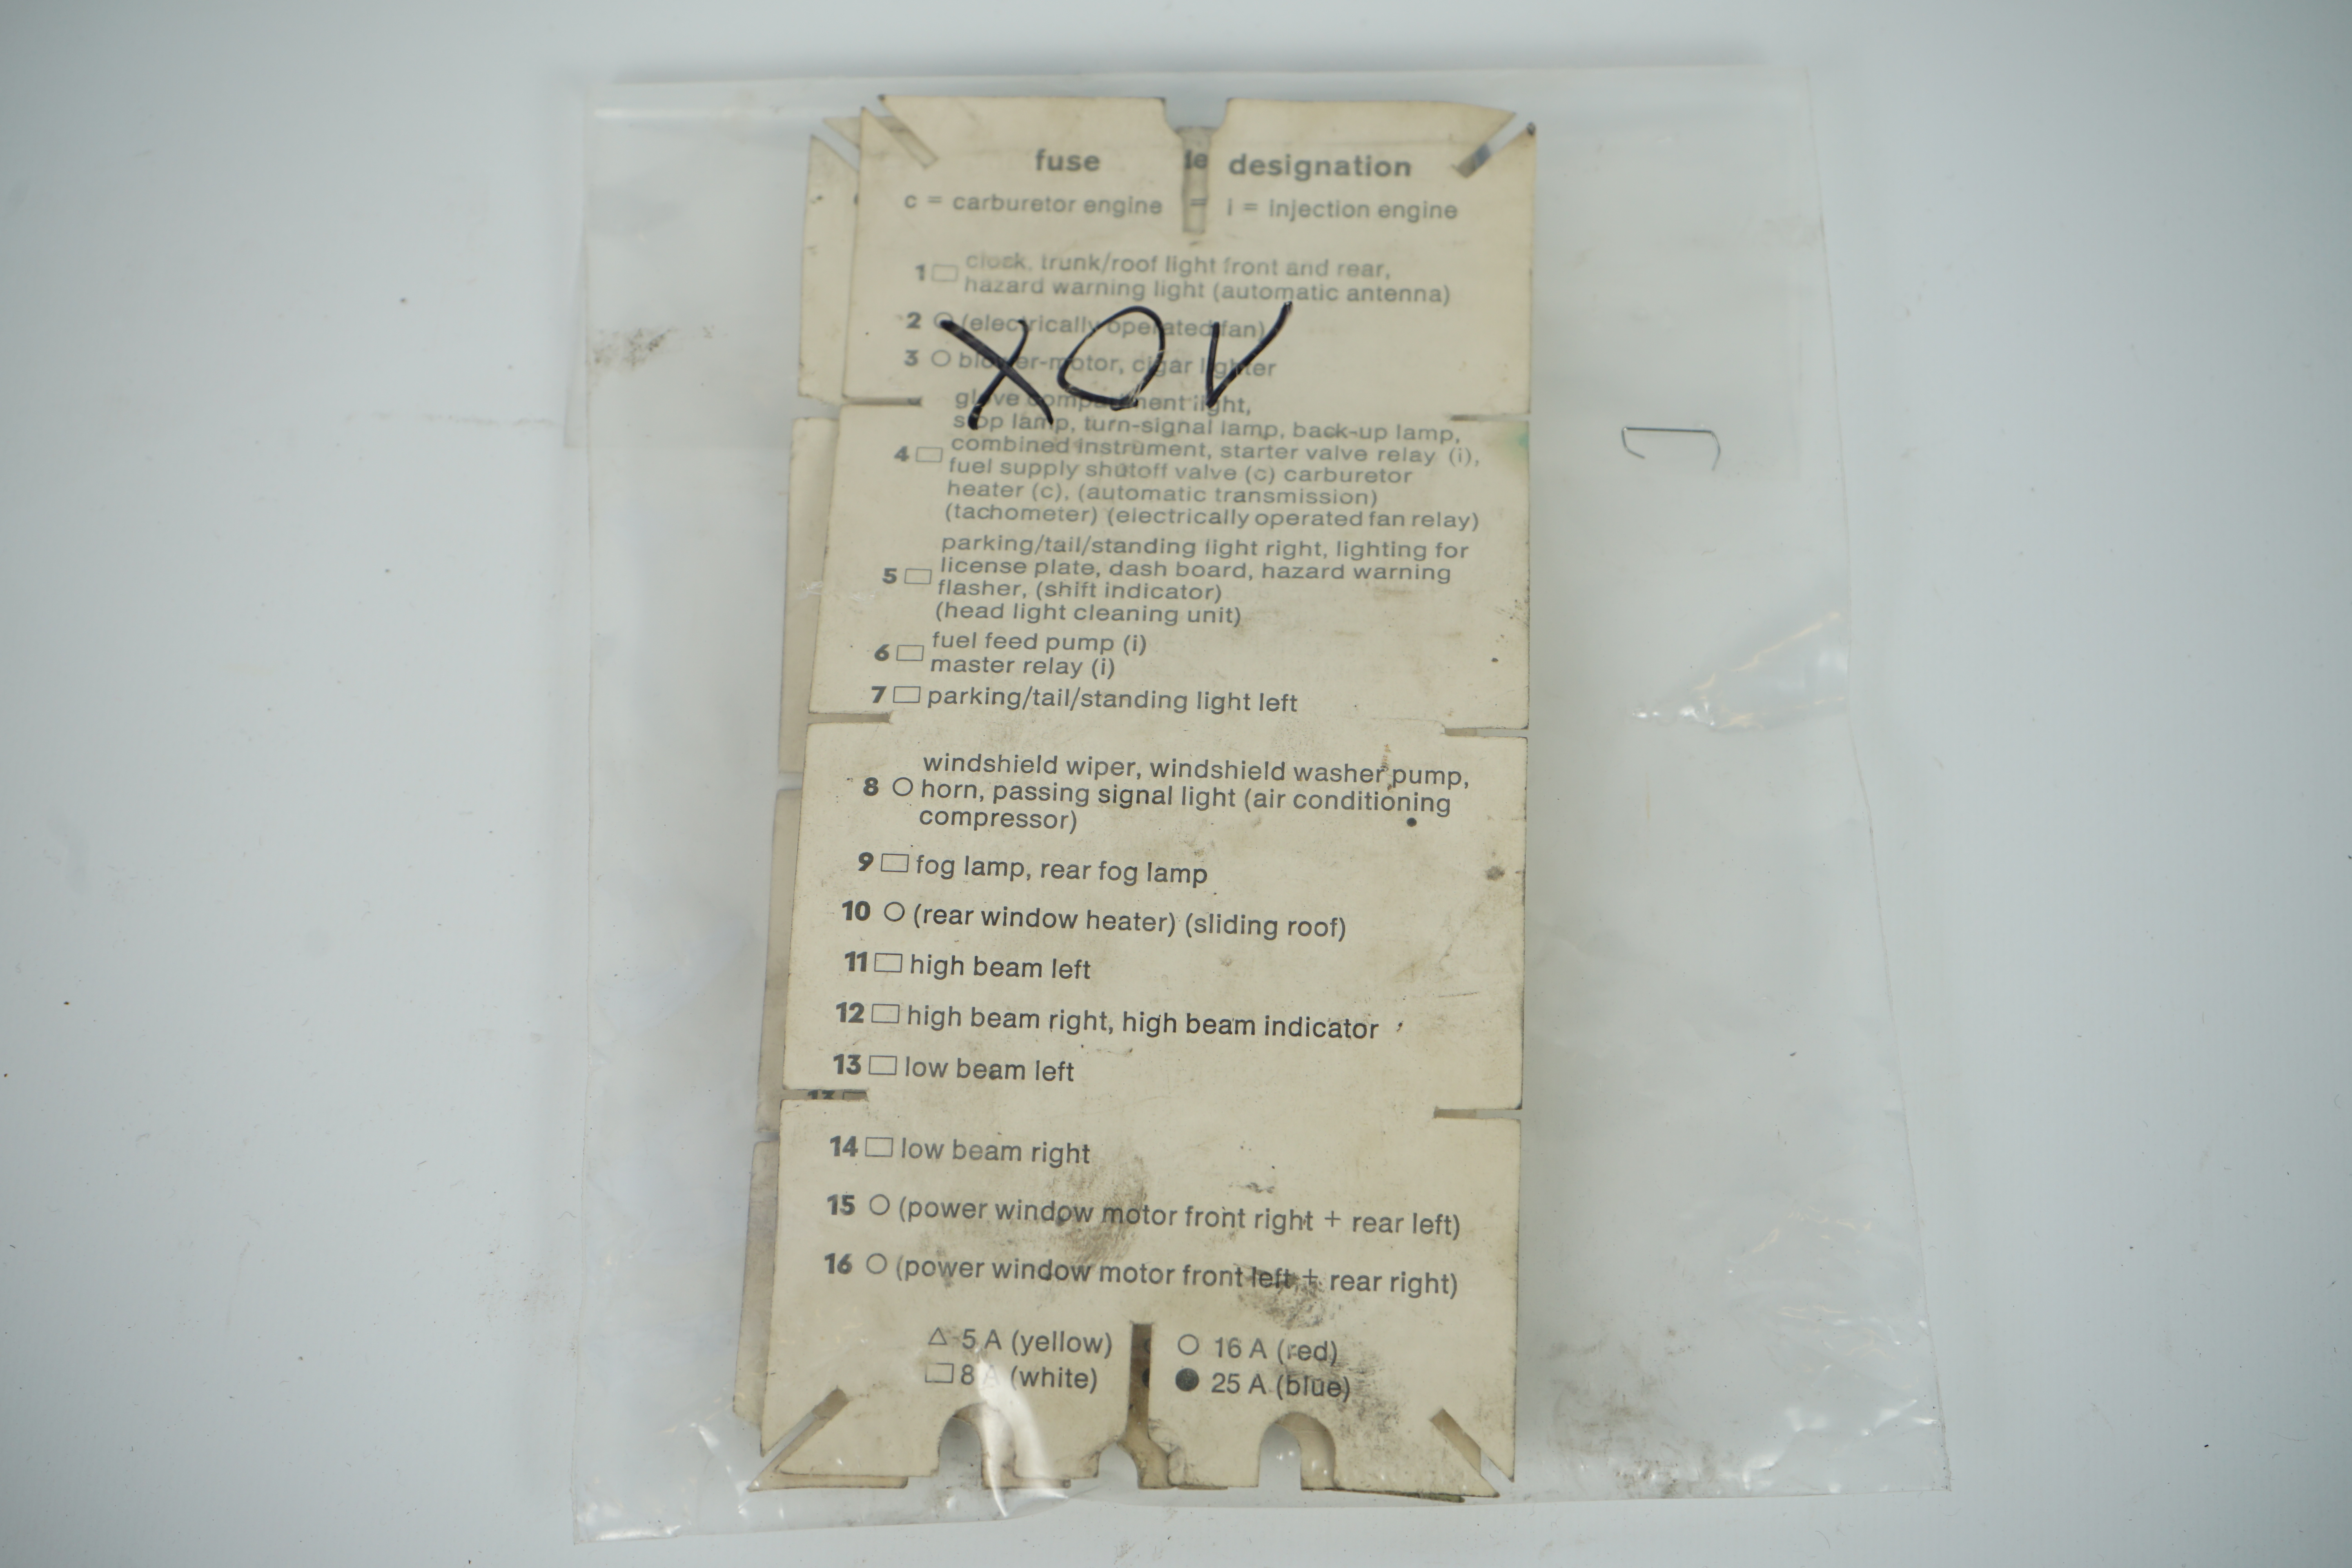 fuse designation
c = carburetor engine i = injection engine
1 clock, trunk/roof light front and rear,
hazard warning light (automatic antenna)
2 (electrically operated fan)
3 blower-motor, cigar lighter
XOV
glove compartment light,
stop lamp, turn-signal lamp, back-up lamp,
4 combined instrument, starter valve relay (i),
fuel supply shutoff valve (c) carburetor
heater (c), (automatic transmission)
(tachometer) (electrically operated fan relay)
parking/tail/standing light right, lighting for
5 license plate, dash board, hazard warning
flasher, (shift indicator)
(head light cleaning unit)
6 fuel feed pump (i)
master relay (i)
7 parking/tail/standing light left
windshield wiper, windshield washer pump,
8 horn, passing signal light (air conditioning
compressor)
9 fog lamp, rear fog lamp
10 (rear window heater) (sliding roof)
11 high beam left
12 high beam right, high beam indicator
13 low beam left
14 low beam right
15 (power window motor front right + rear left)
16 (power window motor front left + rear right)
△ 5 A (yellow) ○ 16 A (red)
□ 8 A (white) ● 25 A (blue)